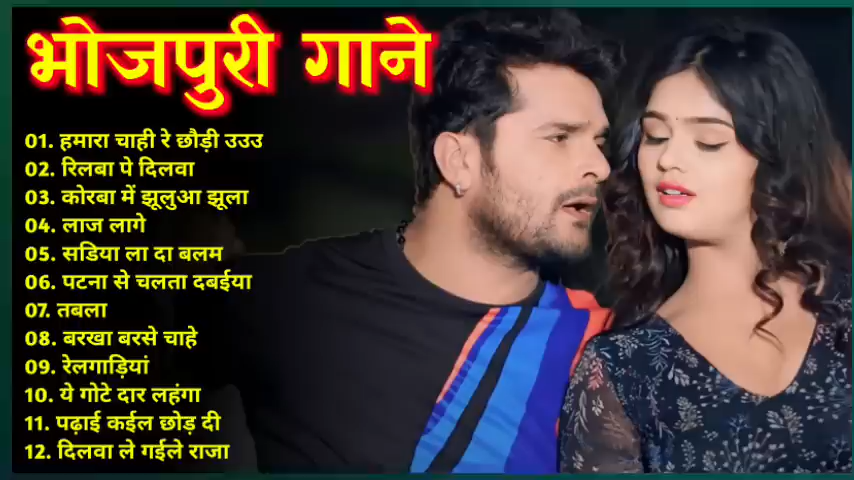 भोजपुरी गाने
01. हमारा चाही रे छौड़ी उउउ
02. रिलबा पे दिलवा
03. कोरबा में झूलुआ झूला
04. लाज लागे
05. सडिया ला दा बलम
06. पटना से चलता दबईया
07. तबला
08. बरखा बरसे चाहे
09. रेलगाड़ियां
10. ये गोटे दार लहंगा
11. पढ़ाई कईल छोड़ दी
12. दिलवा ले गईले राजा